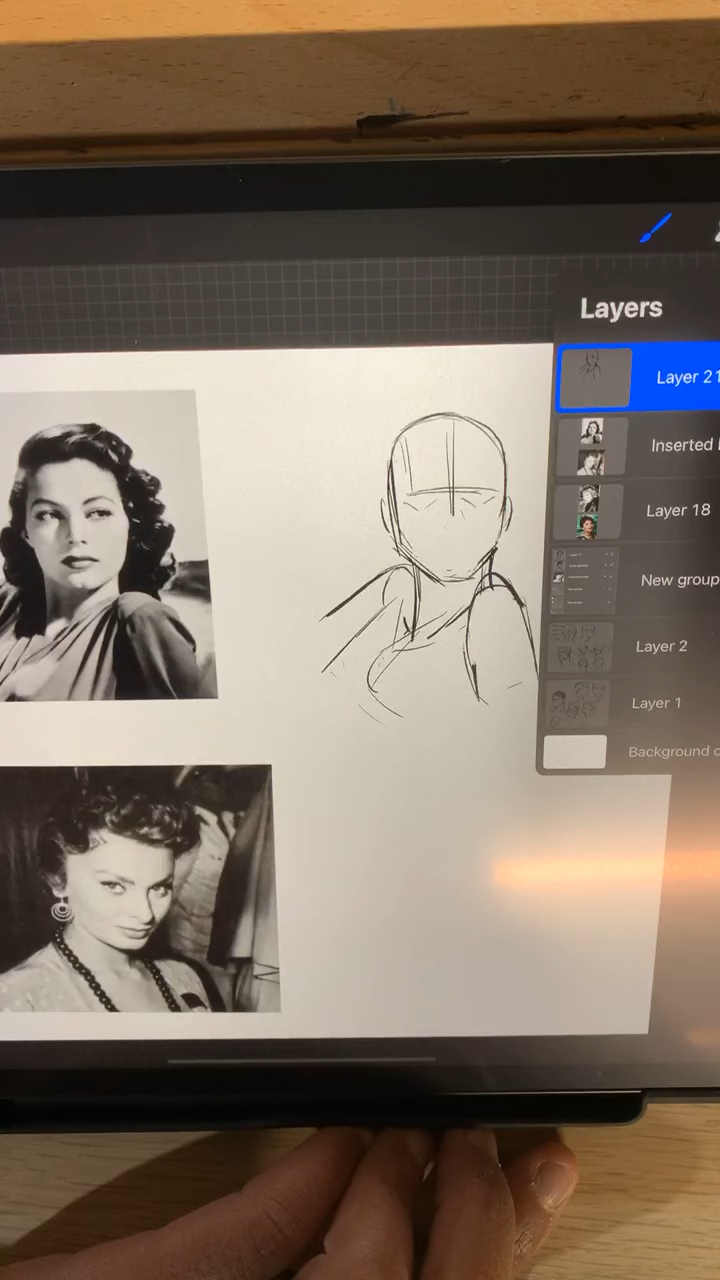 Layers
Layer 21
Inserted
Layer 18
New group
Layer 2
Layer 1
Background